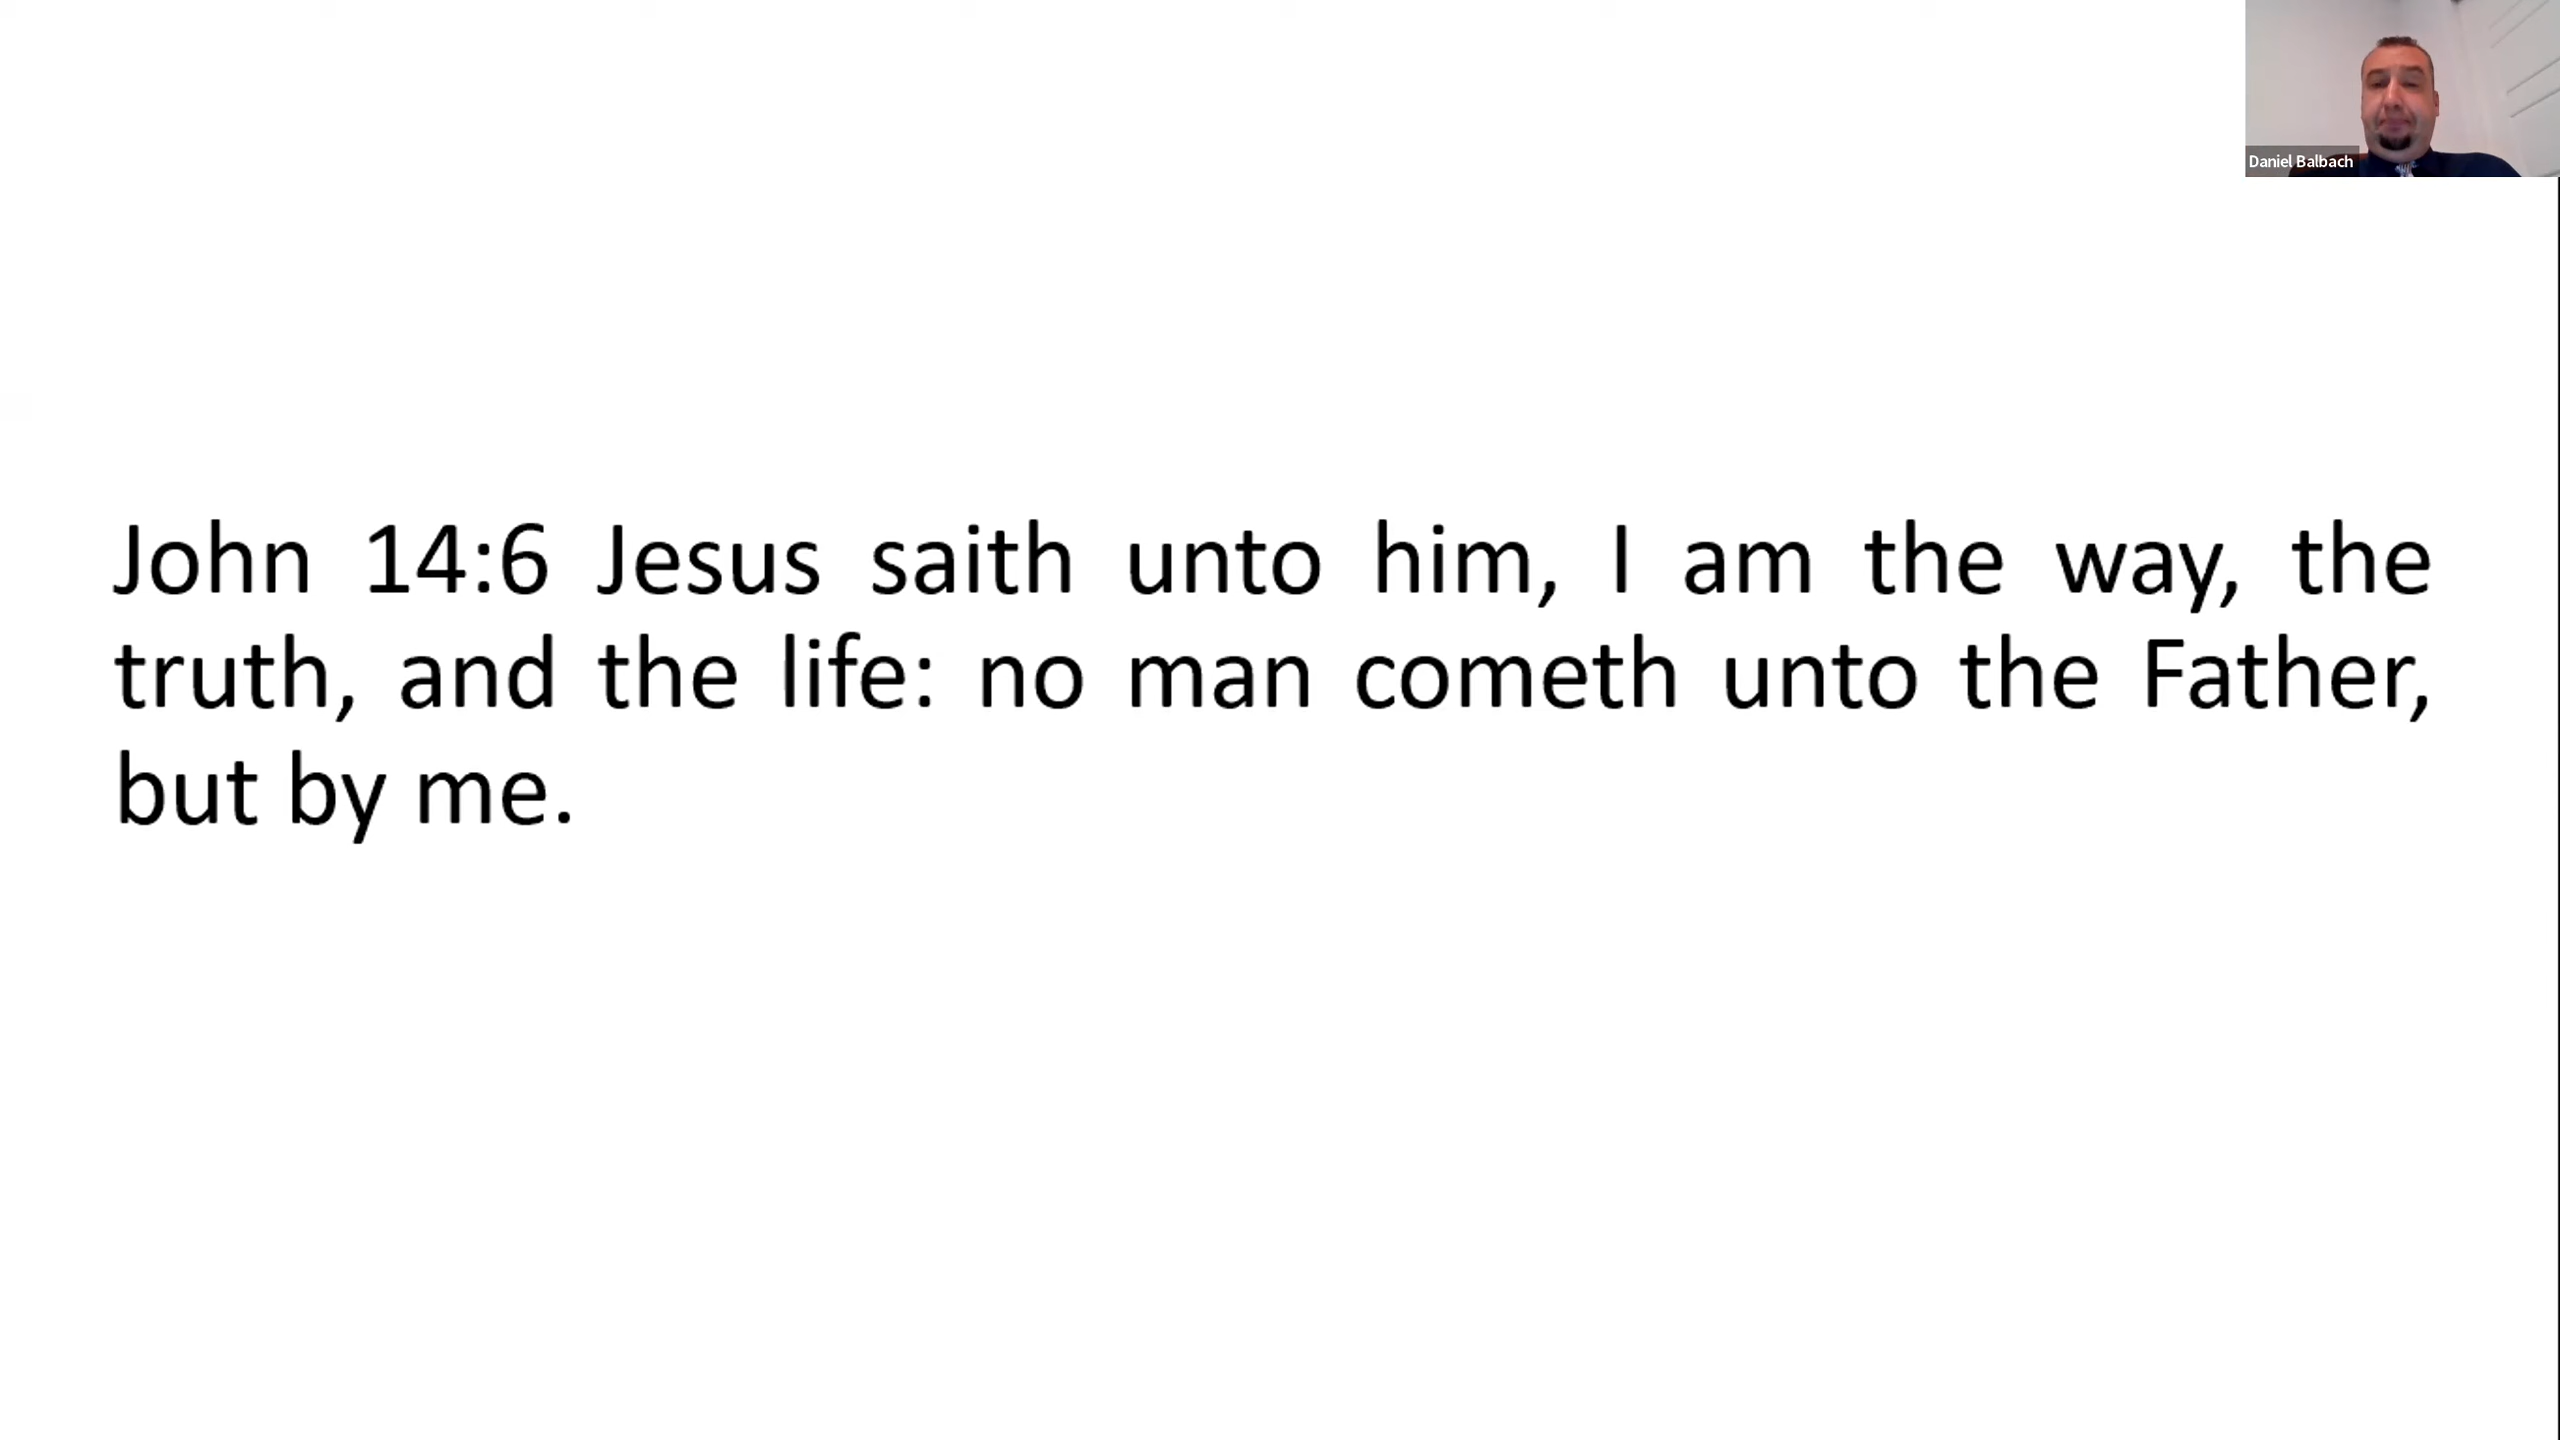 Daniel Balbach
John 14:6 Jesus saith unto him, I am the way, the
truth, and the life: no man cometh unto the Father,
but by me.